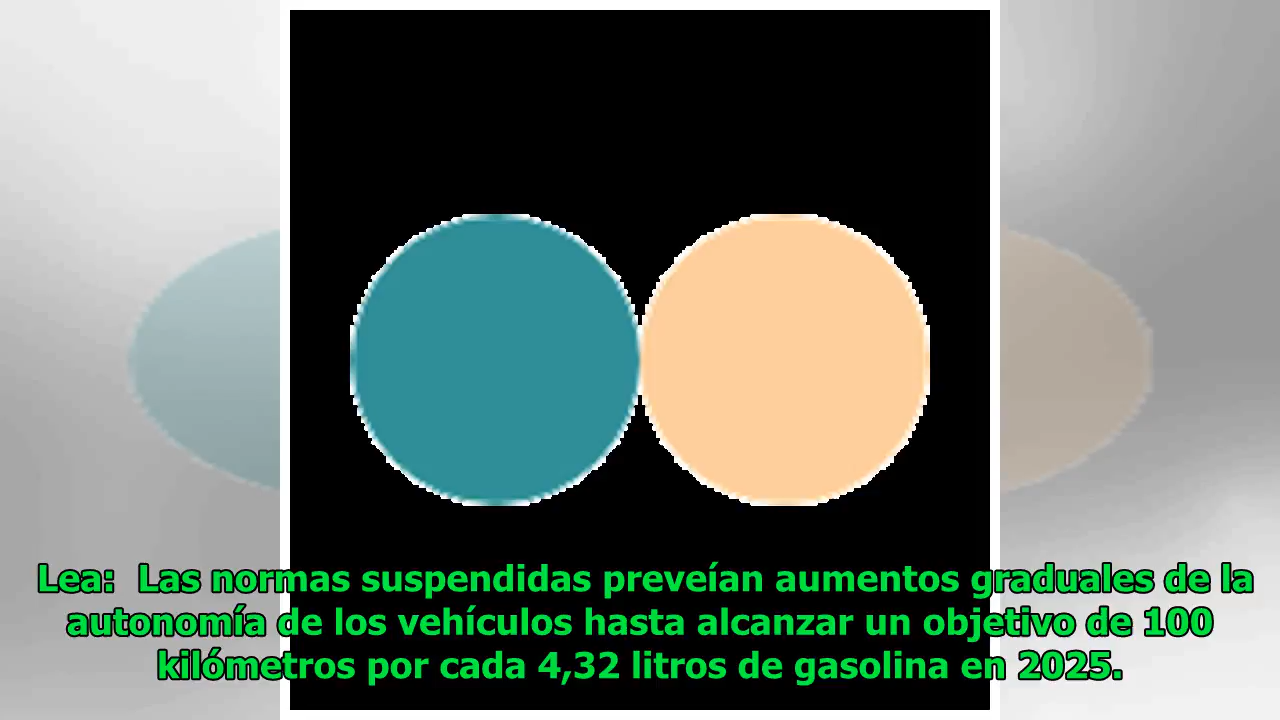 Lea:  Las normas suspendidas preveían aumentos graduales de la
autonomía de los vehículos hasta alcanzar un objetivo de 100
kilómetros por cada 4,32 litros de gasolina en 2025.